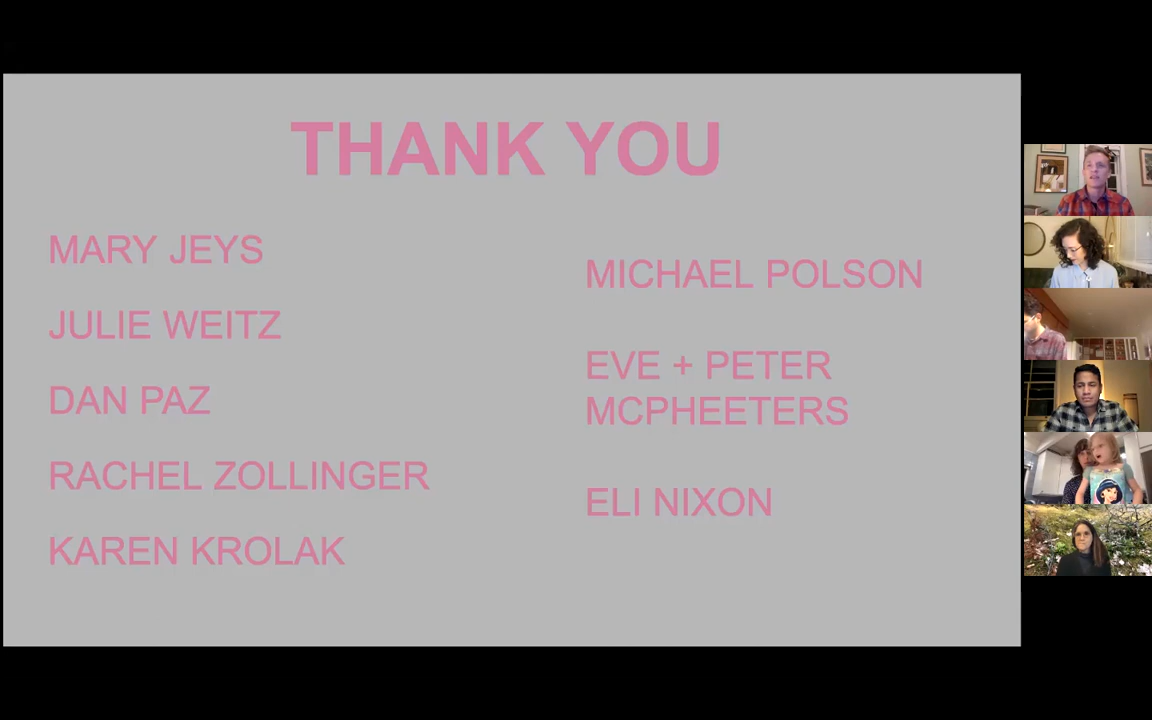 THANK YOU
MARY JEYS
JULIE WEITZ
DAN PAZ
RACHEL ZOLLINGER
KAREN KROLAK
MICHAEL POLSON
EVE + PETER
MCPHEETERS
ELI NIXON